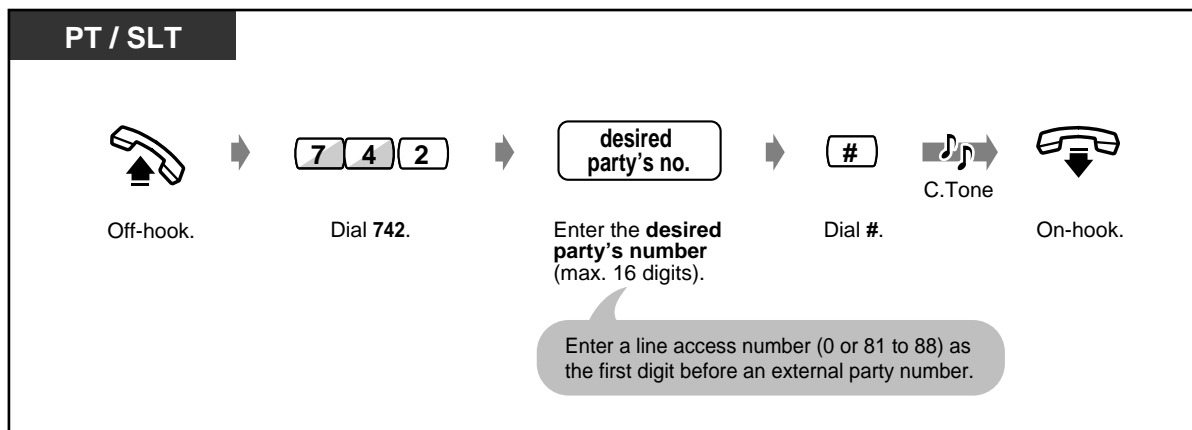 PT / SLT
7 4 2
desired
party's no.
#
C.Tone
Off-hook.
Dial 742.
Enter the desired
party's number
(max. 16 digits).
Dial #.
On-hook.
Enter a line access number (0 or 81 to 88) as
the first digit before an external party number.